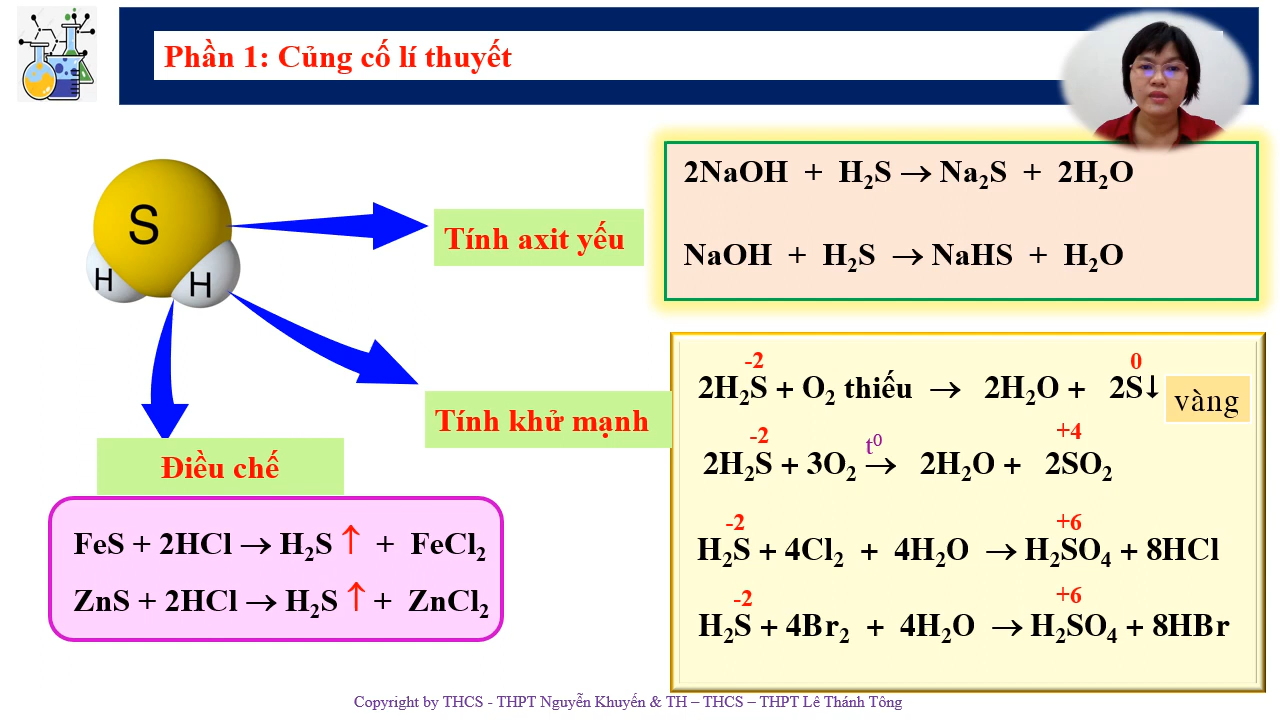 Phần 1: Củng cố lí thuyết
S
H
H
Tính axit yếu
2NaOH + H₂S → Na₂S + 2H₂O
NaOH + H₂S → NaHS + H₂O
Tính khử mạnh
-2 0
2H₂S + O₂ thiếu → 2H₂O + 2S↓ vàng
-2 t⁰ +4
2H₂S + 3O₂ → 2H₂O + 2SO₂
-2 +6
H₂S + 4Cl₂ + 4H₂O → H₂SO₄ + 8HCl
-2 +6
H₂S + 4Br₂ + 4H₂O → H₂SO₄ + 8HBr
Điều chế
FeS + 2HCl → H₂S ↑ + FeCl₂
ZnS + 2HCl → H₂S ↑ + ZnCl₂
Copyright by THCS - THPT Nguyễn Khuyến & TH – THCS – THPT Lê Thánh Tông